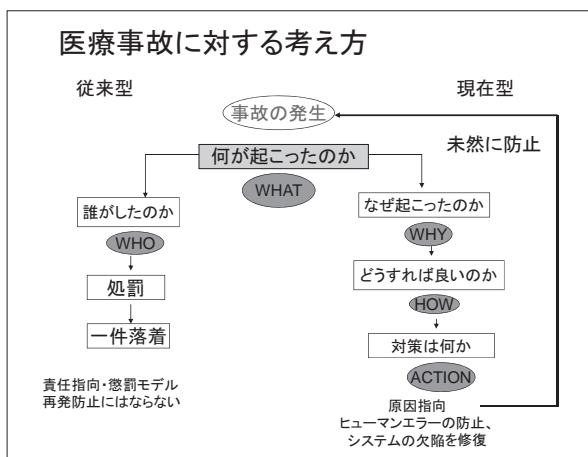 医療事故に対する考え方
従来型
現在型
事故の発生
未然に防止
何が起こったのか
WHAT
誰がしたのか
WHO
処罰
一件落着
責任指向・懲罰モデル
再発防止にはならない
なぜ起こったのか
WHY
どうすれば良いのか
HOW
対策は何か
ACTION
原因指向
ヒューマンエラーの防止、
システムの欠陥を修復